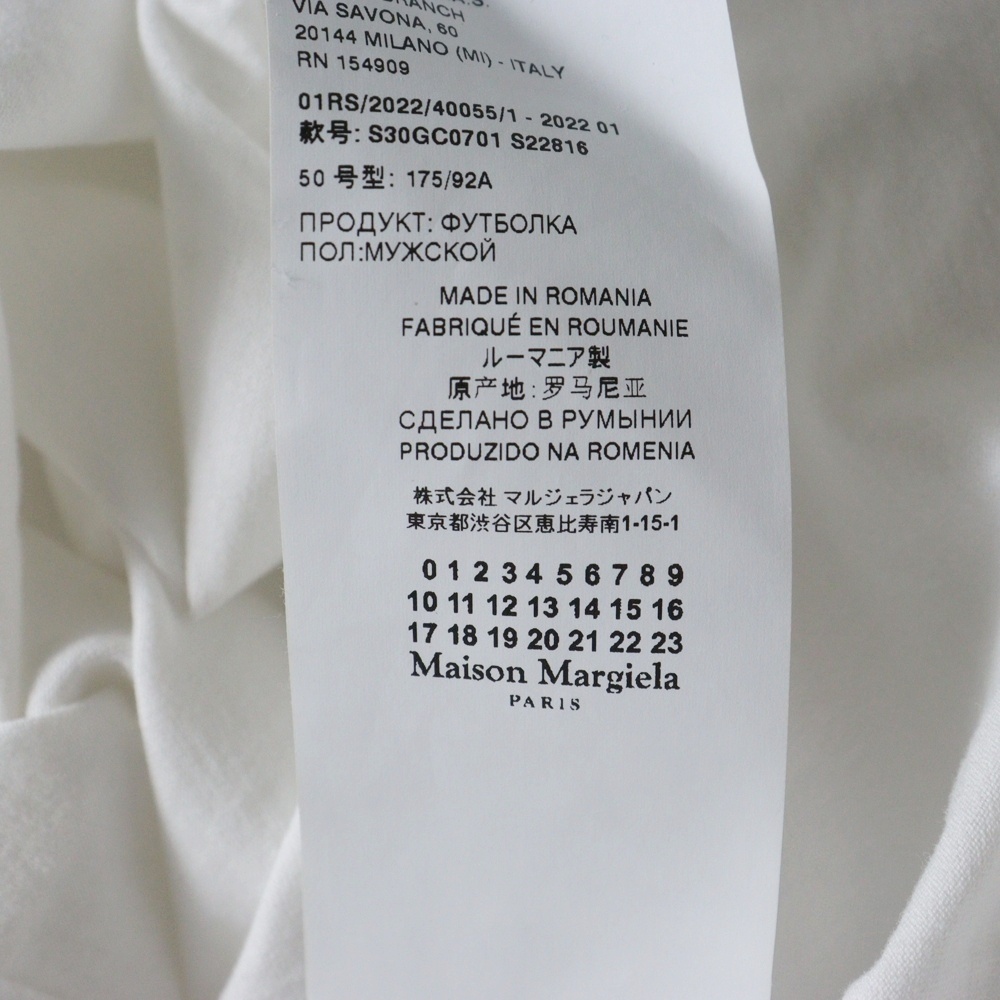 BRANCH
VIA SAVONA, 60
20144 MILANO (MI) - ITALY
RN 154909
01RS/2022/40055/1 - 2022 01
款号: S30GC0701 S22816
50 号型: 175/92A
ПРОДУКТ: ФУТБОЛКА
ПОЛ:МУЖСКОЙ
MADE IN ROMANIA
FABRIQUÉ EN ROUMANIE
ルーマニア製
原产地: 罗马尼亚
СДЕЛАНО В РУМЫНИИ
PRODUZIDO NA ROMENIA
株式会社 マルジェラジャパン
東京都渋谷区恵比寿南1-15-1
0 1 2 3 4 5 6 7 8 9
10 11 12 13 14 15 16
17 18 19 20 21 22 23
Maison Margiela
PARIS